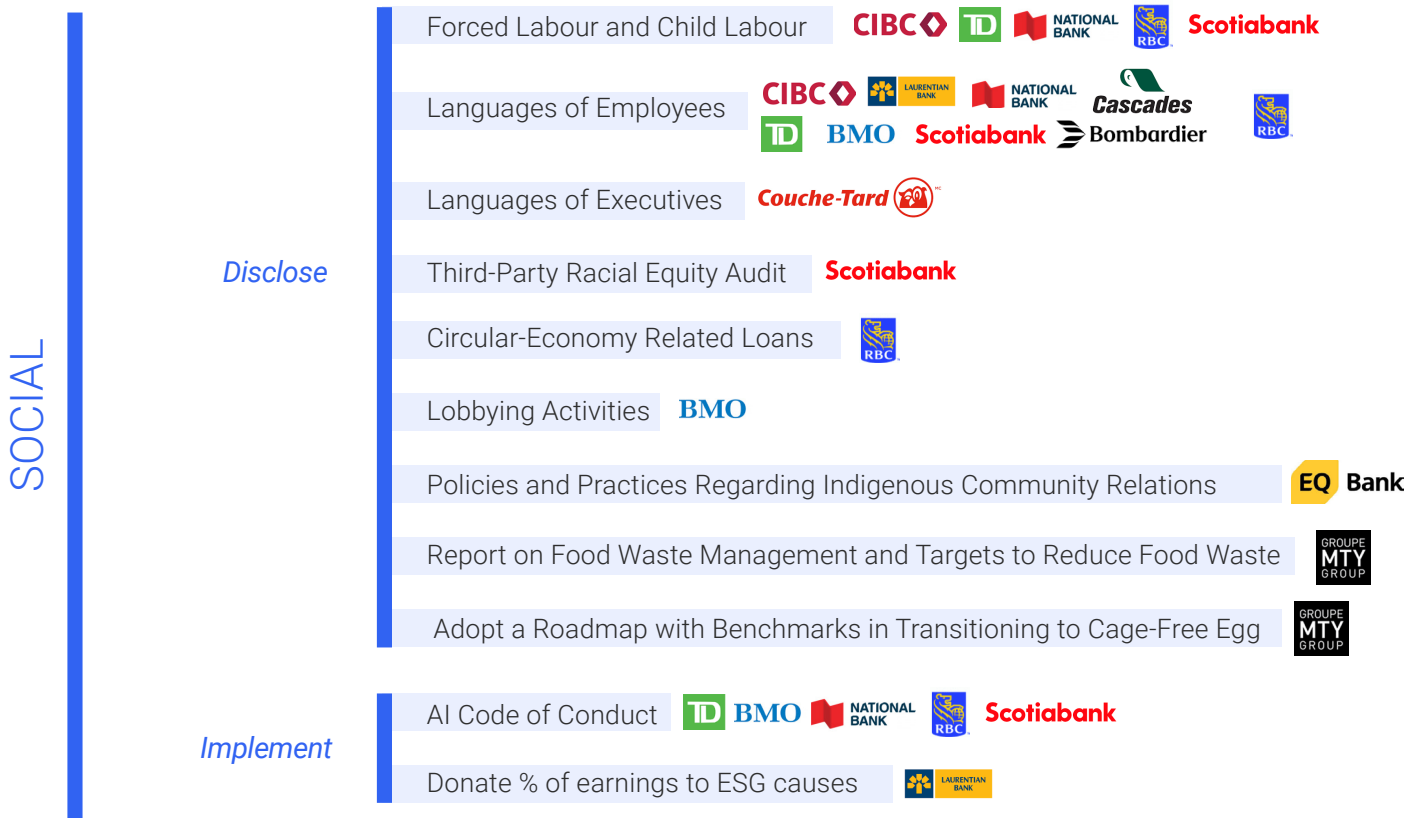 SOCIAL
Disclose
Forced Labour and Child Labour
CIBC
TD
NATIONAL
BANK
RBC
Scotiabank
Languages of Employees
CIBC
LAURENTIAN
BANK
NATIONAL
BANK
Cascades
TD
BMO
Scotiabank
Bombardier
RBC
Languages of Executives
Couche-Tard
MC
Third-Party Racial Equity Audit
Scotiabank
Circular-Economy Related Loans
RBC
Lobbying Activities
BMO
Policies and Practices Regarding Indigenous Community Relations
EQ Bank
Report on Food Waste Management and Targets to Reduce Food Waste
GROUPE
MTY
GROUP
Adopt a Roadmap with Benchmarks in Transitioning to Cage-Free Egg
GROUPE
MTY
GROUP
Implement
AI Code of Conduct
TD
BMO
NATIONAL
BANK
RBC
Scotiabank
Donate % of earnings to ESG causes
LAURENTIAN
BANK